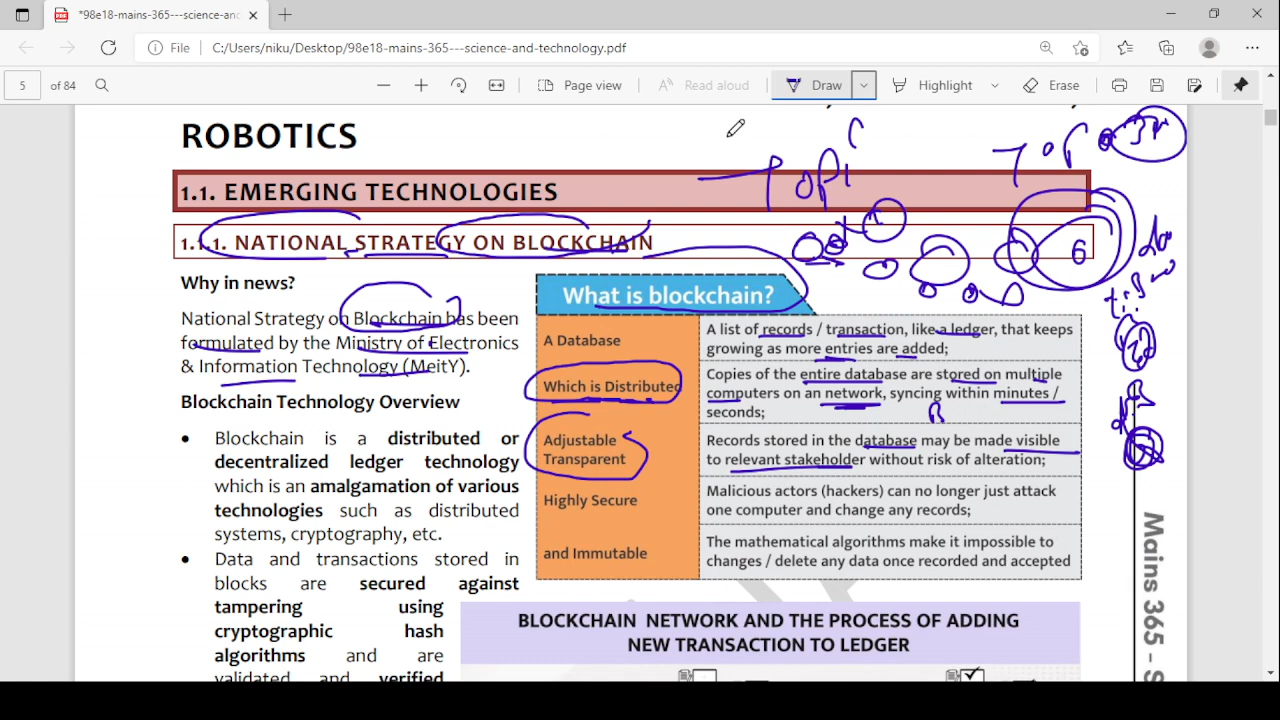 *98e18-mains-365---science-and
File
C:/Users/niku/Desktop/98e18-mains-365---science-and-technology.pdf
5 of 84
Page view
Read aloud
Draw
Highlight
Erase
ROBOTICS
1.1. EMERGING TECHNOLOGIES
1.1.1. NATIONAL STRATEGY ON BLOCKCHAIN
Why in news?
National Strategy on Blockchain has been
formulated by the Ministry of Electronics
& Information Technology (MeitY).
Blockchain Technology Overview
• Blockchain is a distributed or
decentralized ledger technology
which is an amalgamation of various
technologies such as distributed
systems, cryptography, etc.
• Data and transactions stored in
blocks are secured against
tampering using
cryptographic hash
algorithms and are
validated and verified
What is blockchain?
A Database
A list of records / transaction, like a ledger, that keeps
growing as more entries are added;
Which is Distributed
Copies of the entire database are stored on multiple
computers on an network, syncing within minutes /
seconds;
Adjustable
Transparent
Records stored in the database may be made visible
to relevant stakeholder without risk of alteration;
Highly Secure
Malicious actors (hackers) can no longer just attack
one computer and change any records;
and Immutable
The mathematical algorithms make it impossible to
changes / delete any data once recorded and accepted
BLOCKCHAIN NETWORK AND THE PROCESS OF ADDING
NEW TRANSACTION TO LEDGER
6
B
Mains 365 – S